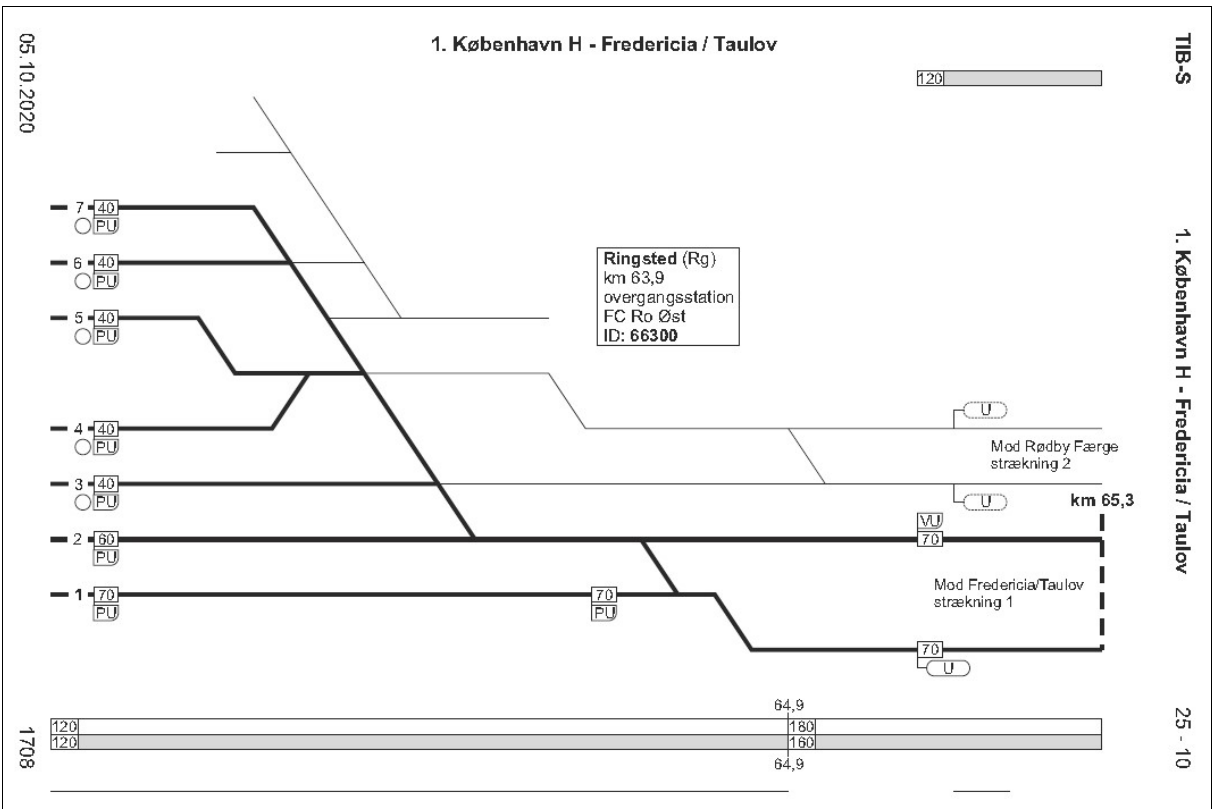 1. København H - Fredericia / Taulov
TIB-S
05.10.2020
120
7 40
PU
6 40
PU
5 40
PU
Ringsted (Rg)
km 63,9
overgangsstation
FC Ro Øst
ID: 66300
1. København H - Fredericia / Taulov
4 40
PU
U
Mod Rødby Færge
strækning 2
3 40
PU
U
km 65,3
VU
2 60
70
PU
1 70
70
PU
PU
Mod Fredericia/Taulov
strækning 1
70
U
64,9
120
180
120
160
64,9
1708
25 - 10